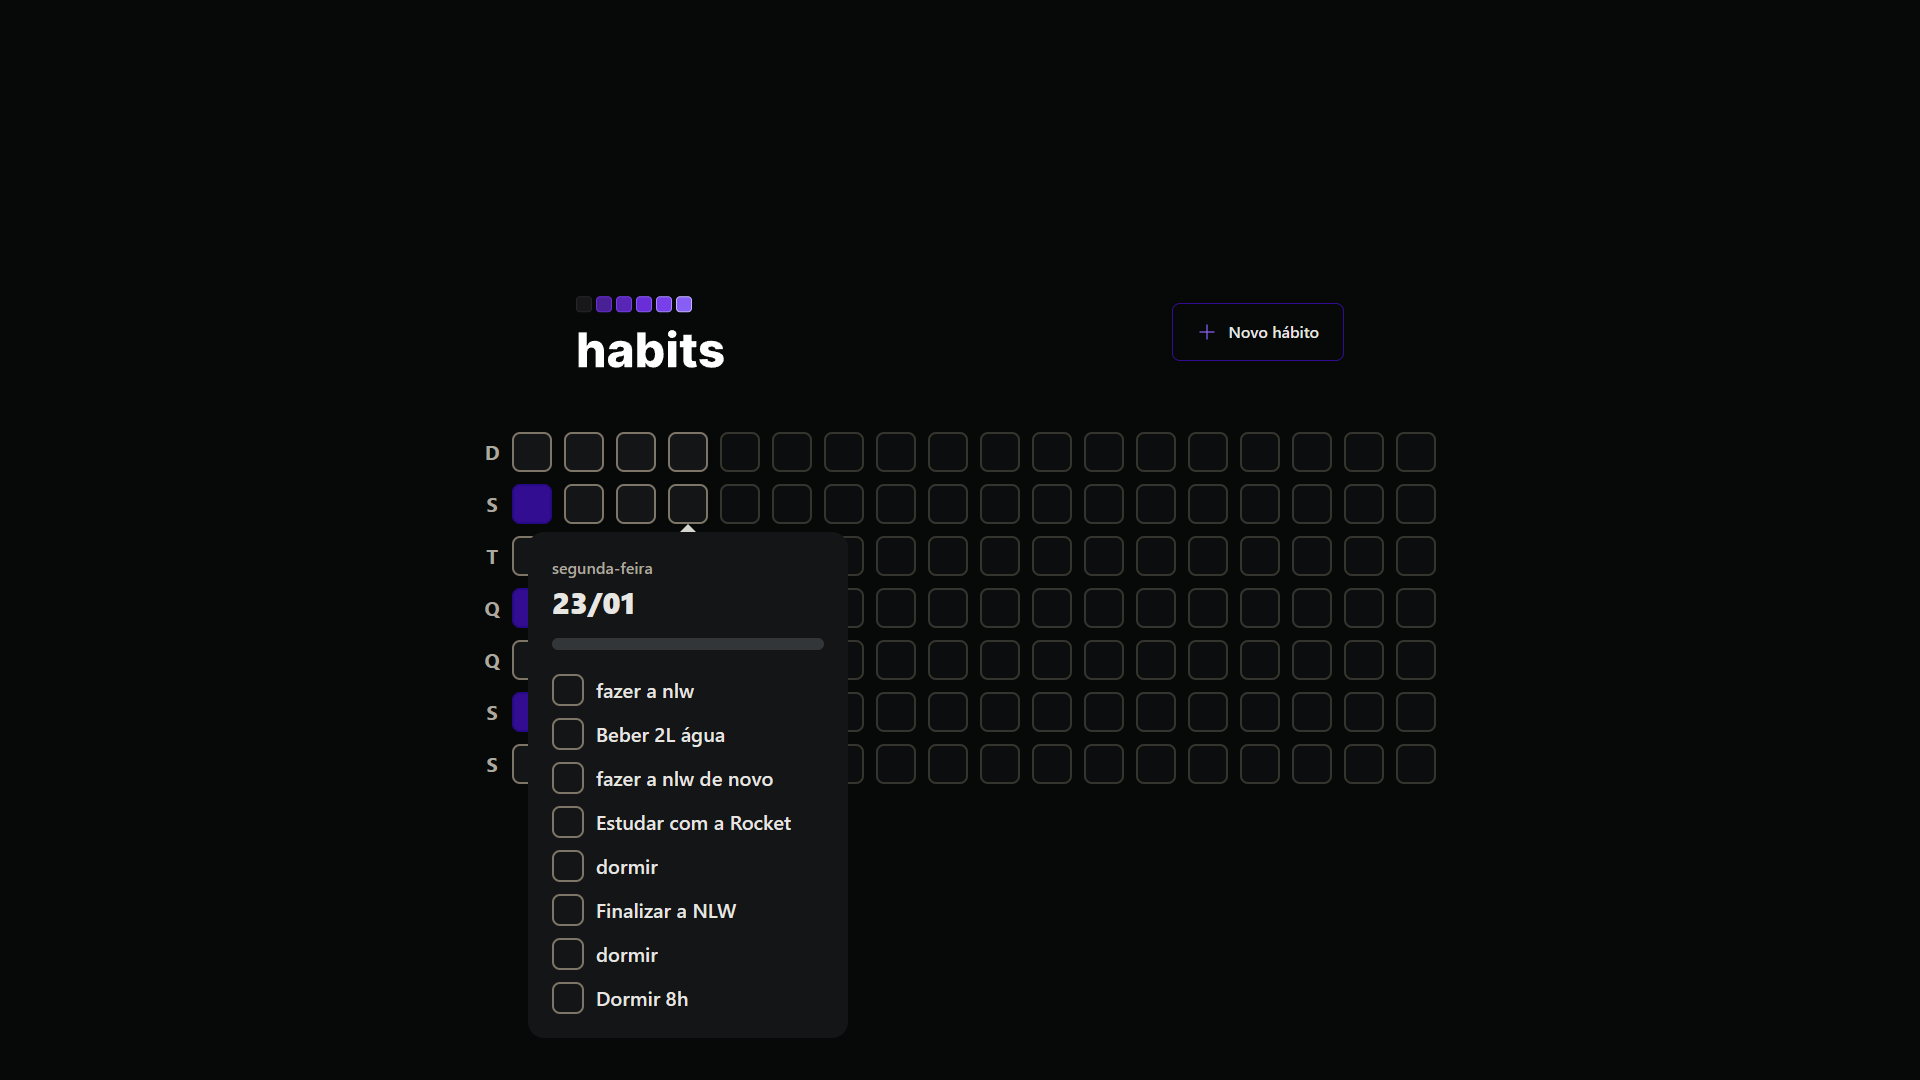 habits
Novo hábito
D
S
T
Q
Q
S
S
segunda-feira
23/01
fazer a nlw
Beber 2L água
fazer a nlw de novo
Estudar com a Rocket
dormir
Finalizar a NLW
dormir
Dormir 8h